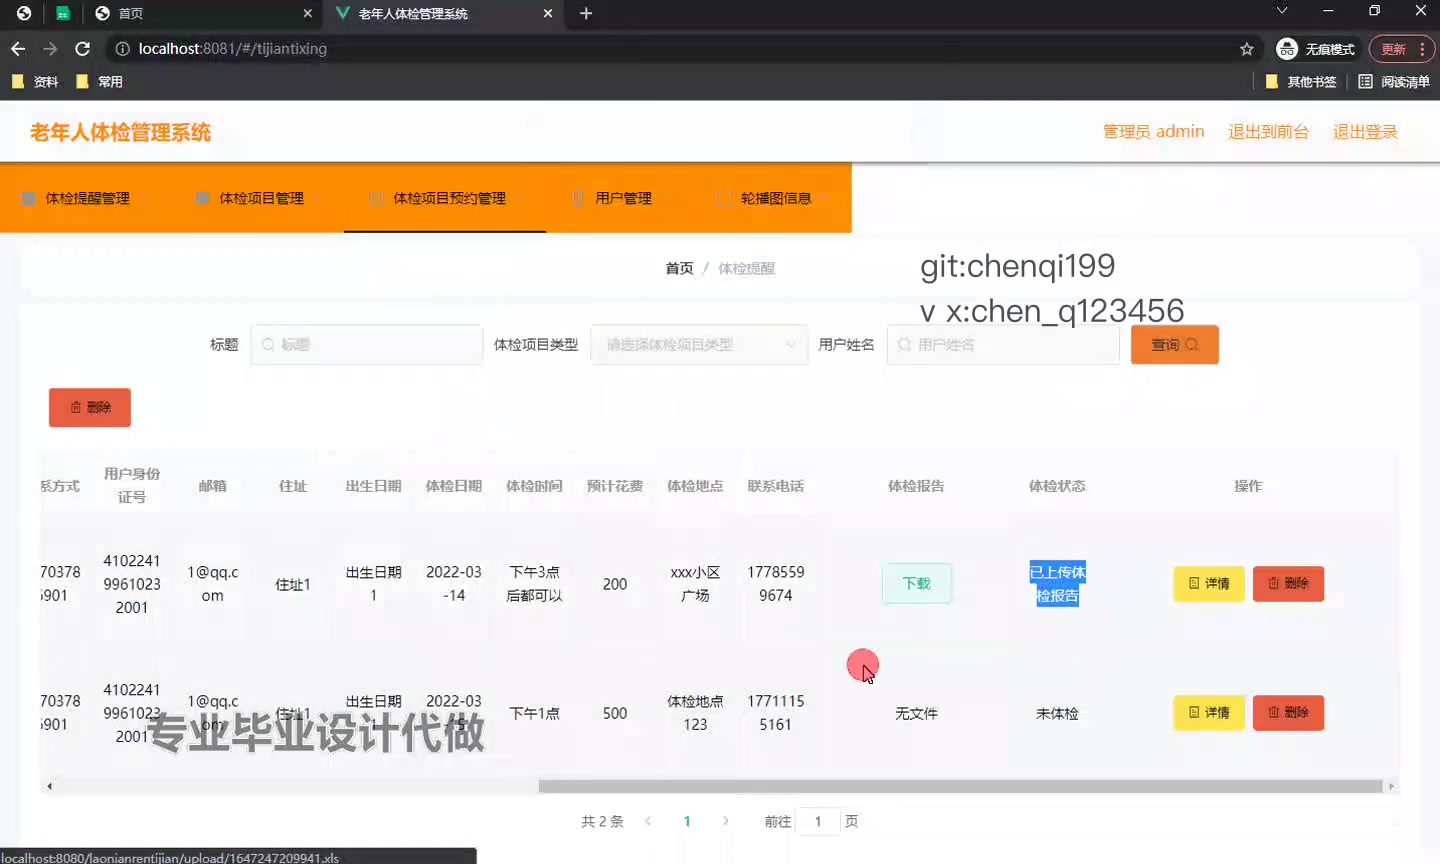 首页
老年人体检管理系统
localhost:8081/#/tijiantixing
无痕模式
更新
资料
常用
其他书签
阅读清单
老年人体检管理系统
管理员 admin
退出到前台
退出登录
体检提醒管理
体检项目管理
体检项目预约管理
用户管理
轮播图信息
首页 / 体检提醒
git:chenqi199
v x:chen_q123456
标题
标题
体检项目类型
请选择体检项目类型
用户姓名
用户姓名
查询
删除
系方式
用户身份
证号
邮箱
住址
出生日期
体检日期
体检时间
预计花费
体检地点
联系电话
体检报告
体检状态
操作
70378
6901
4102241
9961023
2001
1@qq.c
om
住址1
出生日期
1
2022-03
-14
下午3点
后都可以
200
xxx小区
广场
1778559
9674
下载
已上传体
检报告
详情
删除
70378
6901
4102241
9961023
2001
1@qq.c
om
住址1
出生日期
1
2022-03
-15
下午1点
500
体检地点
123
1771115
5161
无文件
未体检
详情
删除
专业毕业设计代做
共 2 条
1
前往
1
页
localhost:8080/laonianrentijian/upload/1647247209941.xls